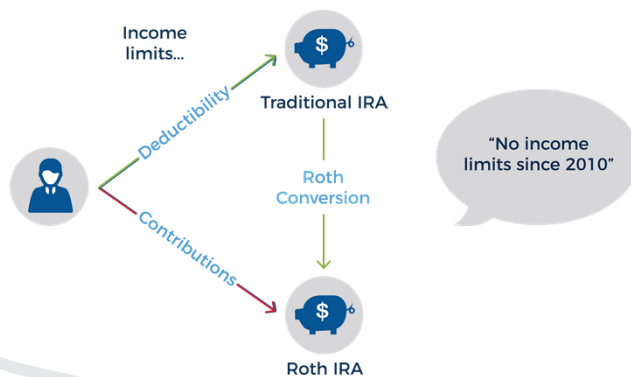 Income
limits...
$
Traditional IRA
Deductibility
“No income
limits since 2010”
Roth
Conversion
Contributions
$
Roth IRA